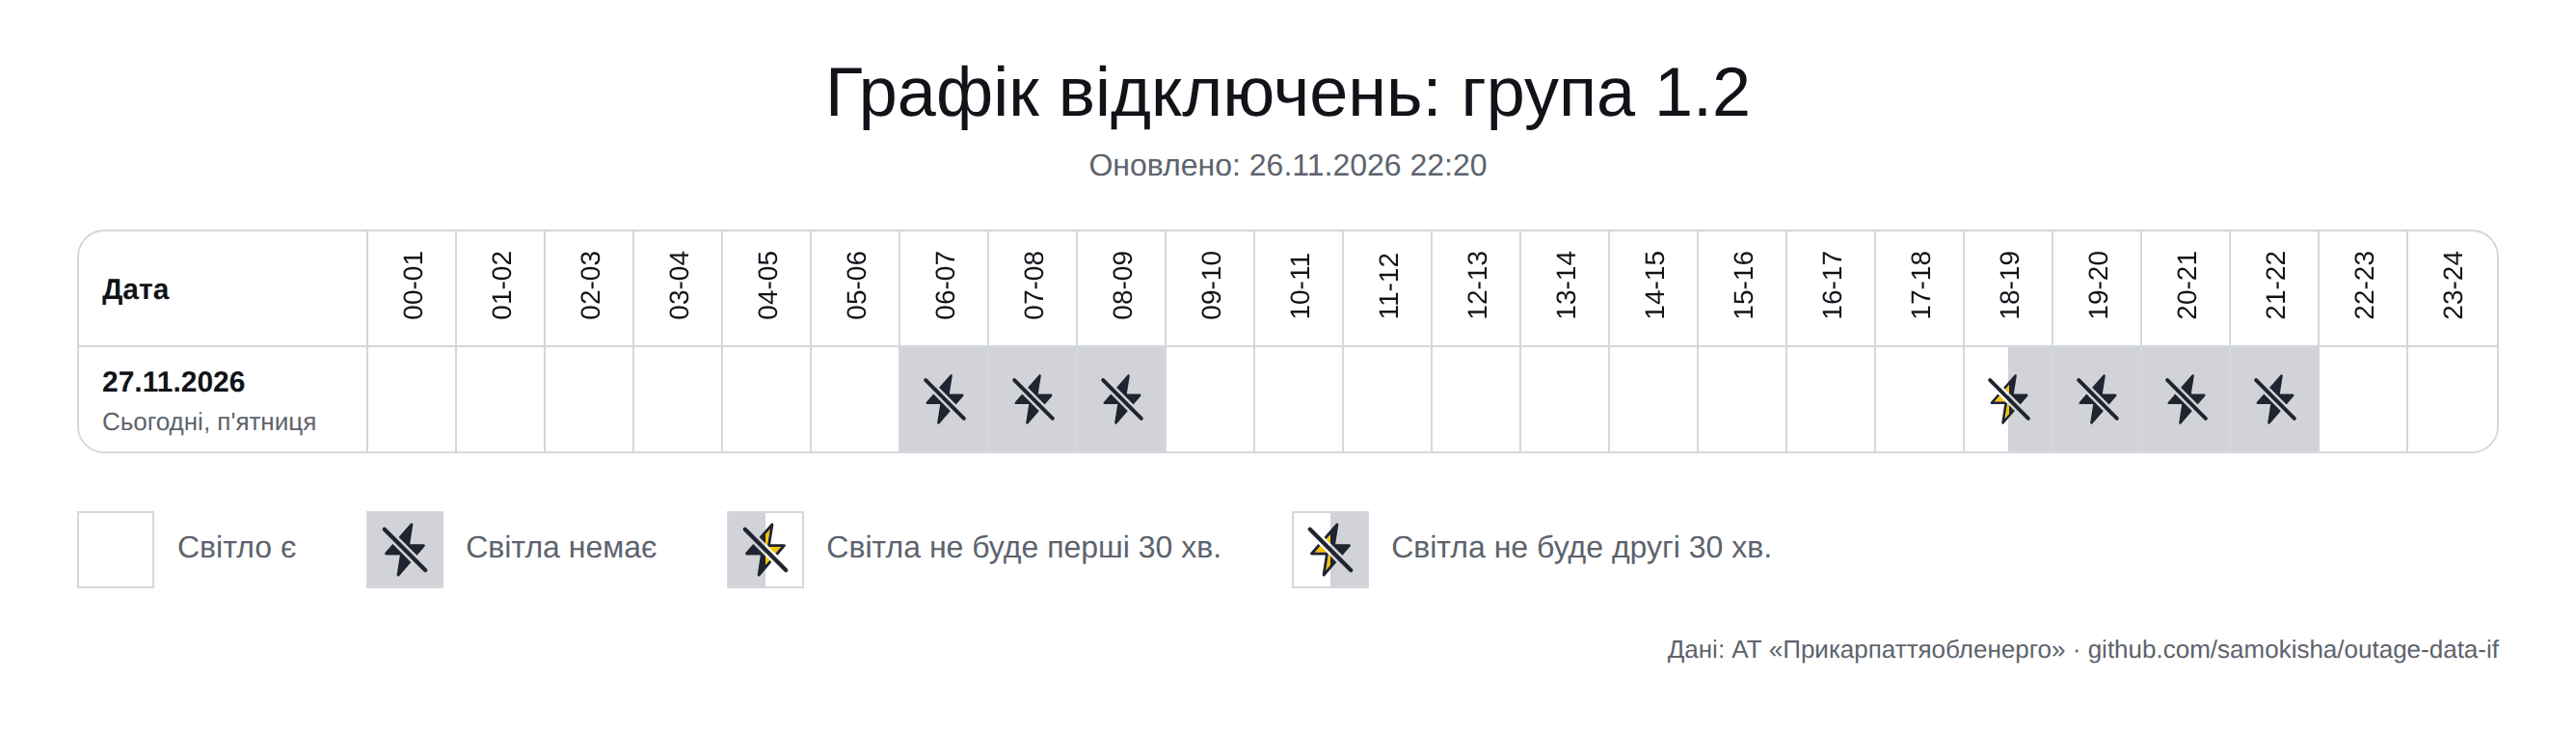 Графік відключень: група 1.2
Оновлено: 26.11.2026 22:20
Дата 00-01 01-02 02-03 03-04 04-05 05-06 06-07 07-08 08-09 09-10 10-11 11-12 12-13 13-14 14-15 15-16 16-17 17-18 18-19 19-20 20-21 21-22 22-23 23-24
27.11.2026
Сьогодні, п'ятниця
Світло є Світла немає Світла не буде перші 30 хв. Світла не буде другі 30 хв.
Дані: АТ «Прикарпаттяобленерго» · github.com/samokisha/outage-data-if